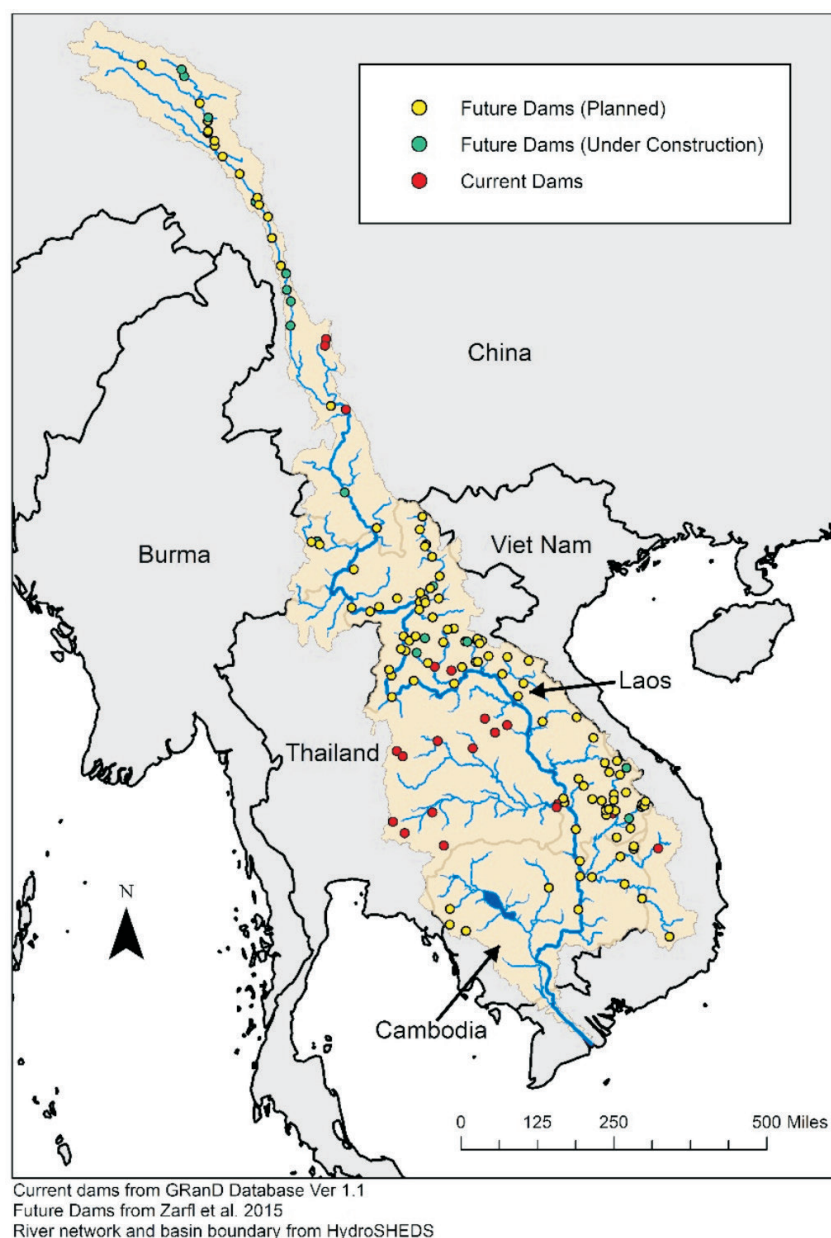 Future Dams (Planned)
Future Dams (Under Construction)
Current Dams
China
Burma
Viet Nam
Laos
Thailand
N
Cambodia
0 125 250 500 Miles
Current dams from GRanD Database Ver 1.1
Future Dams from Zarfl et al. 2015
River network and basin boundary from HydroSHEDS